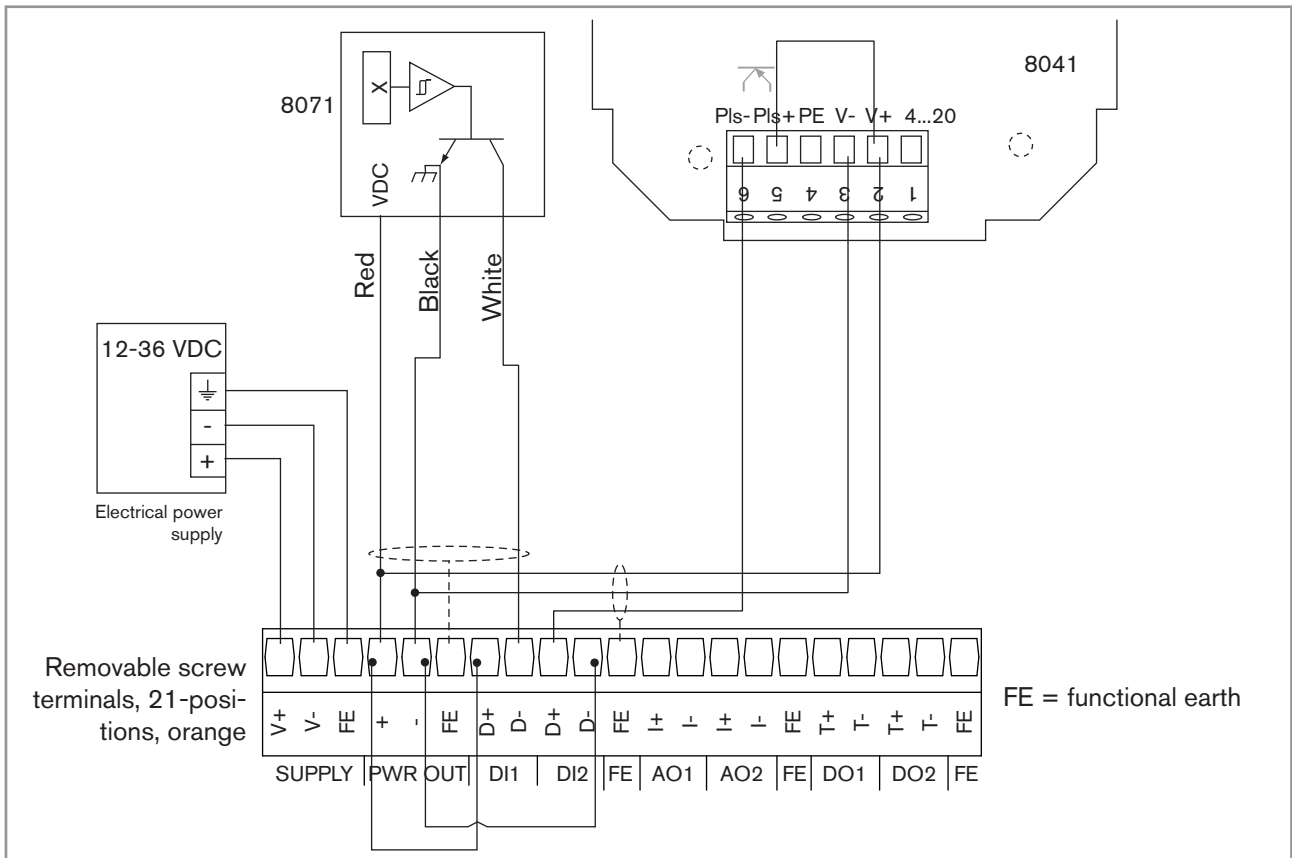 8071
X
VDC
8041
Pls- Pls+ PE V- V+ 4...20
6 5 4 3 2 1
Red
Black
White
12-36 VDC
-
+
Electrical power
supply
Removable screw
terminals, 21-posi-
tions, orange
V+ V- FE + - FE D+ D- D+ D- FE I+ I- I+ I- FE T+ T- T+ T- FE
SUPPLY PWR OUT DI1 DI2 FE AO1 AO2 FE DO1 DO2 FE
FE = functional earth